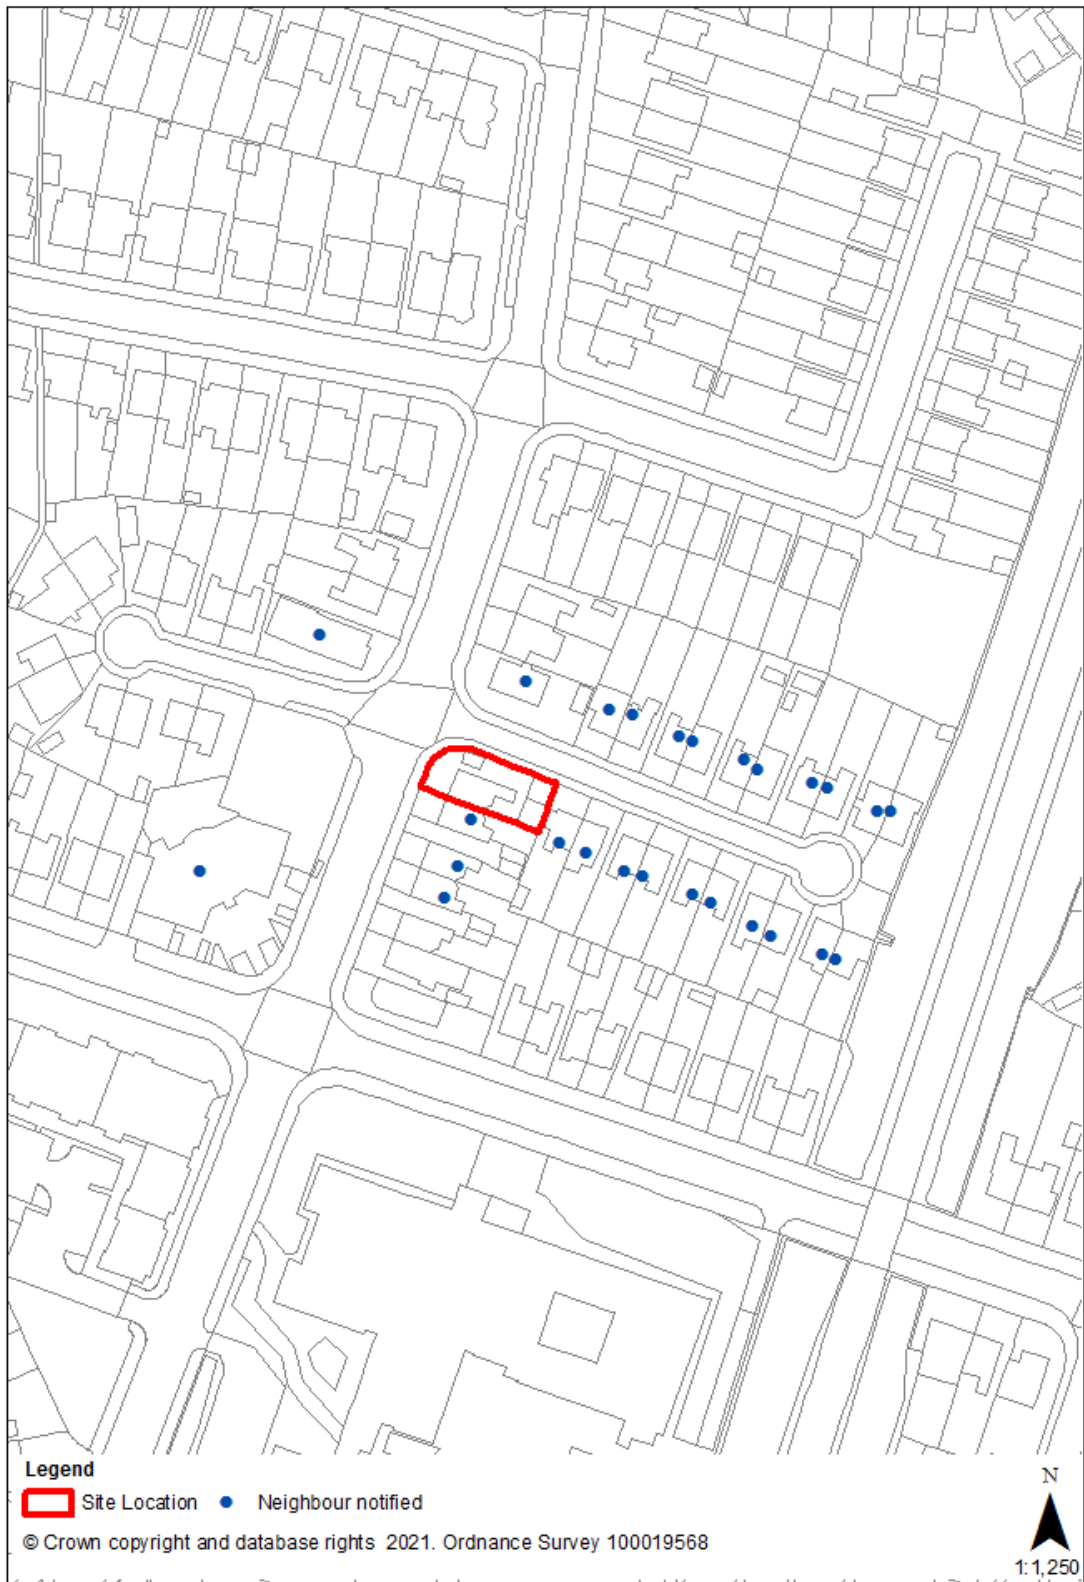 Legend
Site Location
Neighbour notified
© Crown copyright and database rights 2021. Ordnance Survey 100019568
N
1:1,250